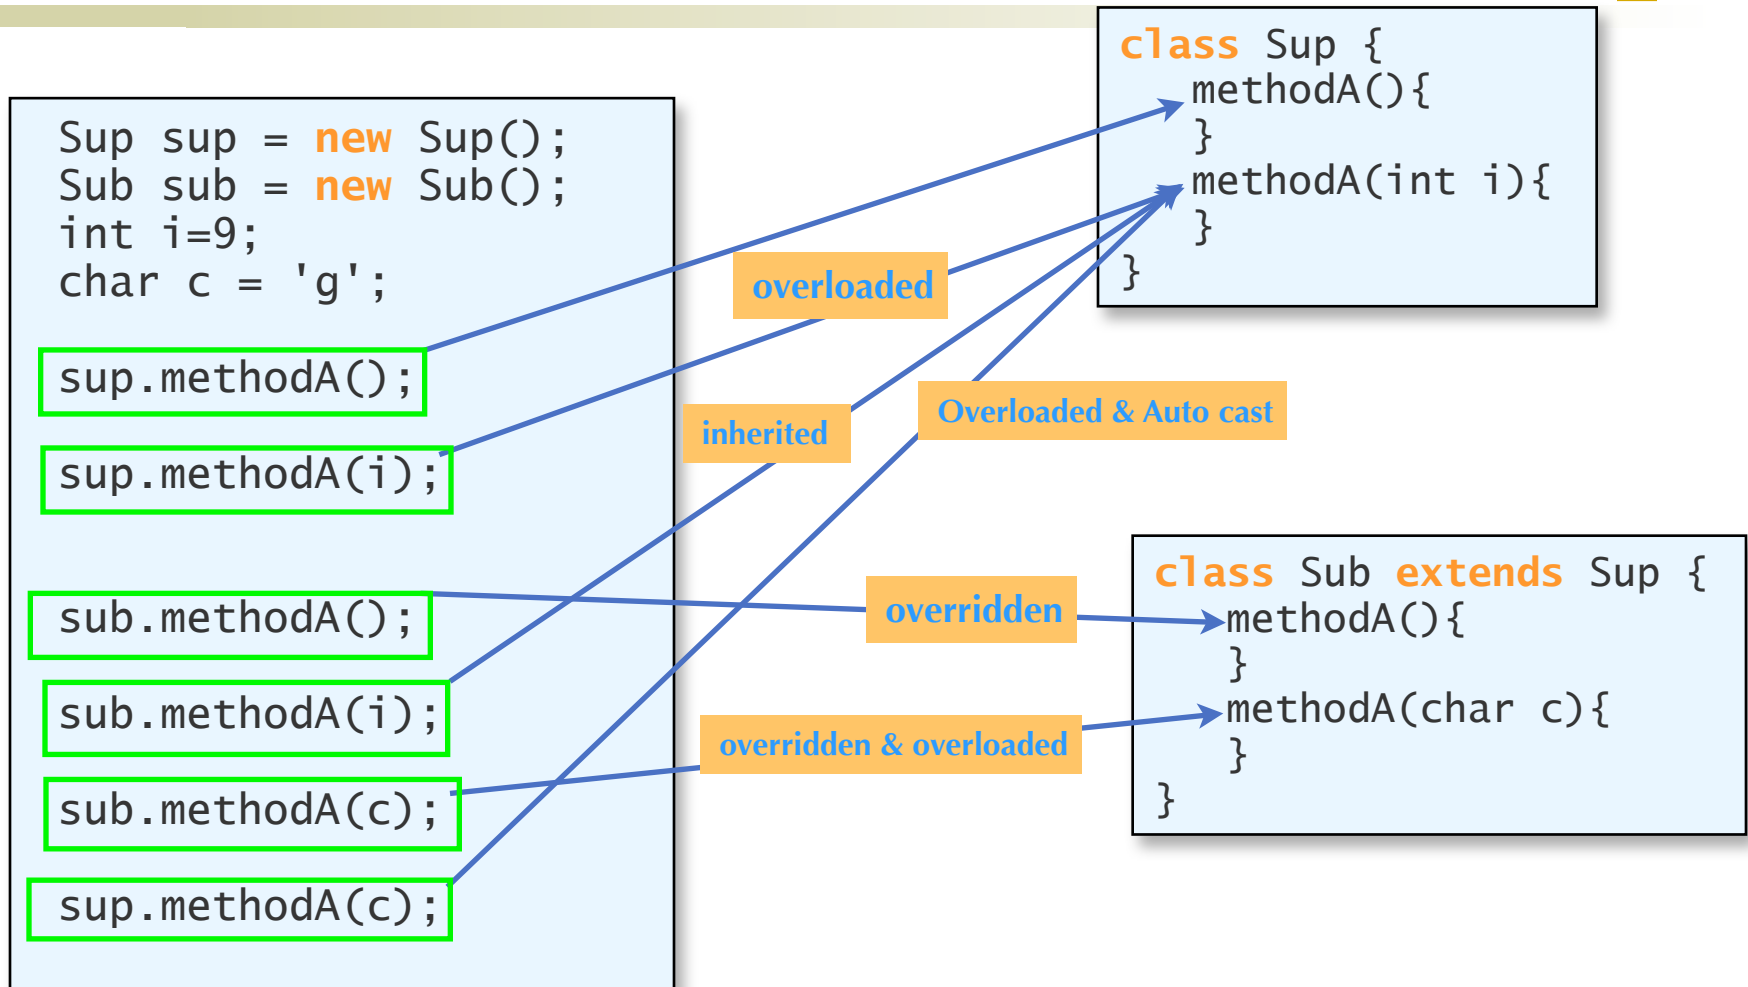 Sup sup = new Sup();
Sub sub = new Sub();
int i=9;
char c = 'g';
sup.methodA();
sup.methodA(i);
sub.methodA();
sub.methodA(i);
sub.methodA(c);
sup.methodA(c);
overloaded
inherited
Overloaded & Auto cast
overridden
overridden & overloaded
class Sup {
methodA(){
}
methodA(int i){
}
}
class Sub extends Sup {
methodA(){
}
methodA(char c){
}
}